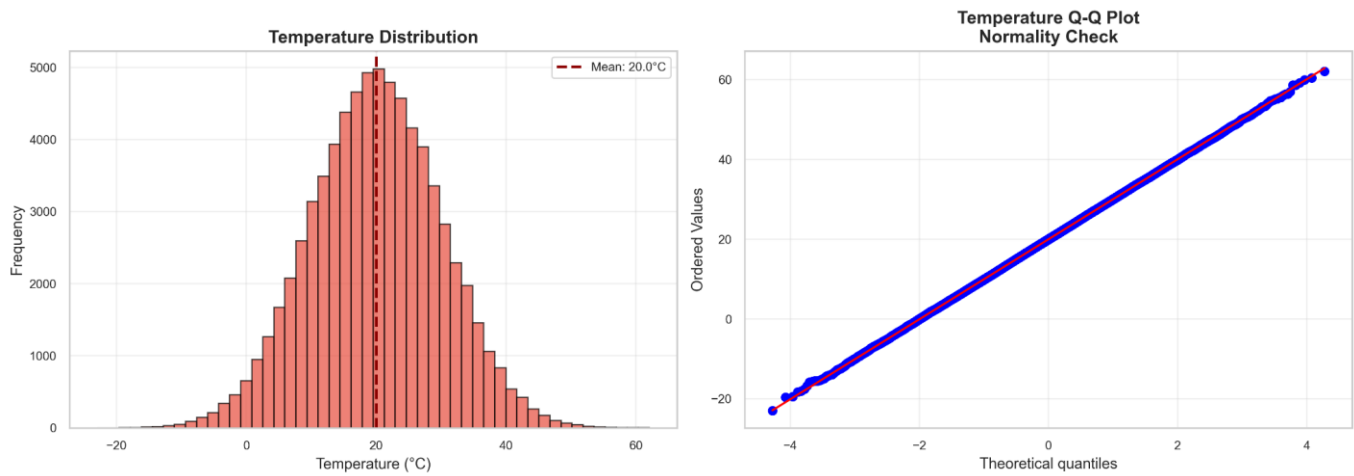 Temperature Distribution
Mean: 20.0°C
5000
4000
3000
2000
1000
0
Frequency
−20
0
20
40
60
Temperature (°C)
Temperature Q-Q Plot
Normality Check
60
40
20
0
−20
Ordered Values
−4
−2
0
2
4
Theoretical quantiles